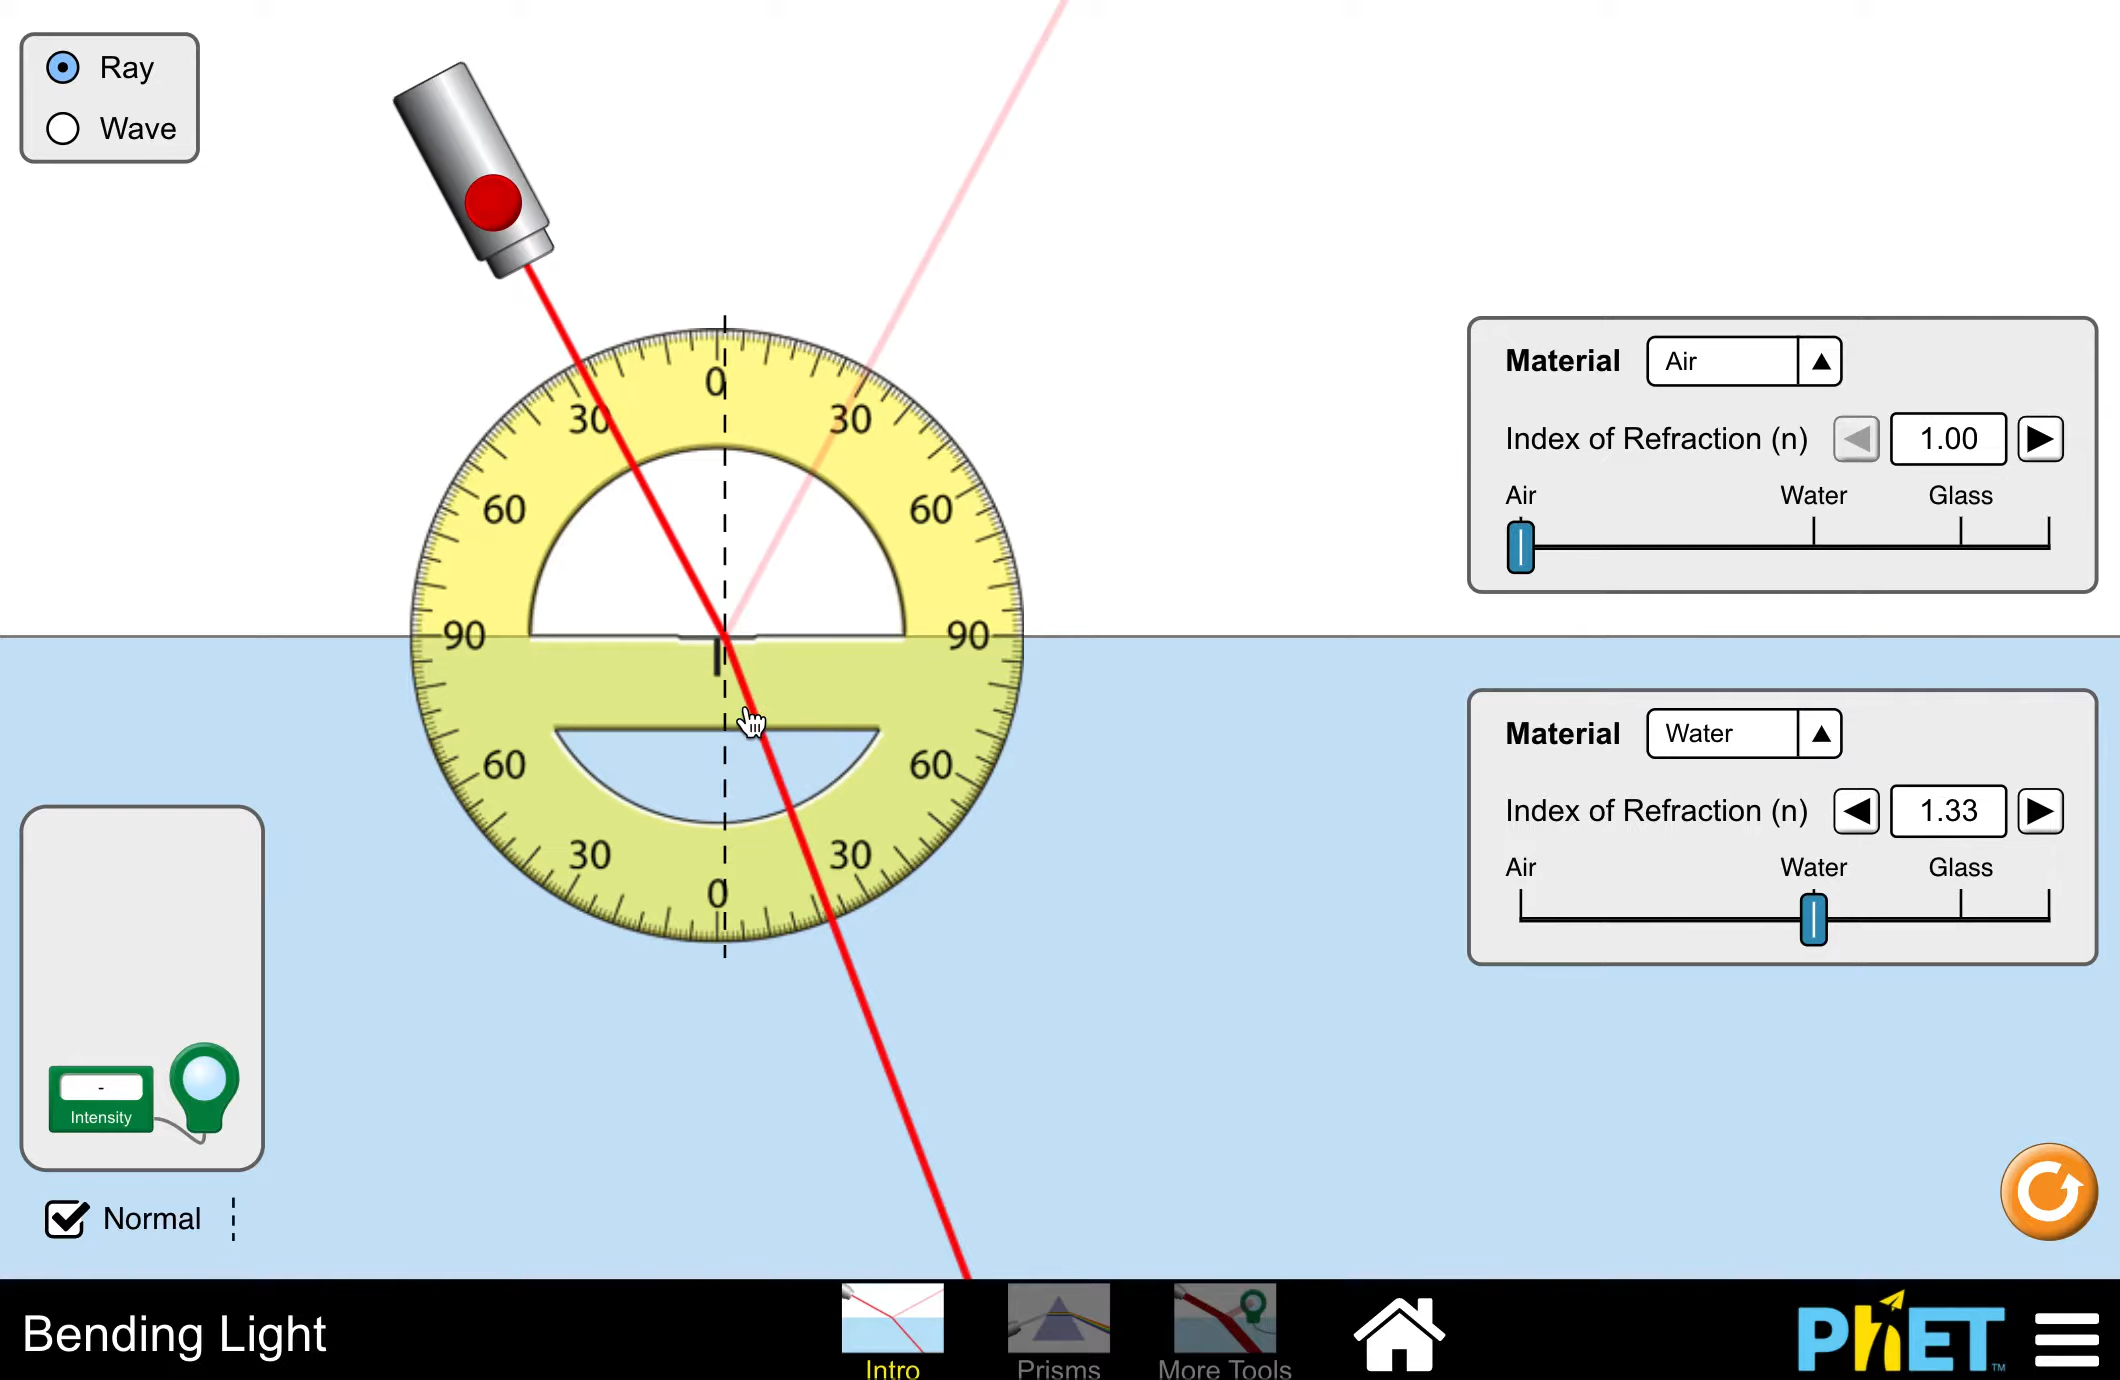 Ray
Wave
0
30
30
60
60
90
90
60
60
30
30
0
Material Air
Index of Refraction (n) 1.00
Air Water Glass
Material Water
Index of Refraction (n) 1.33
Air Water Glass
-
Intensity
Normal
Bending Light
Intro
Prisms
More Tools
PhET™